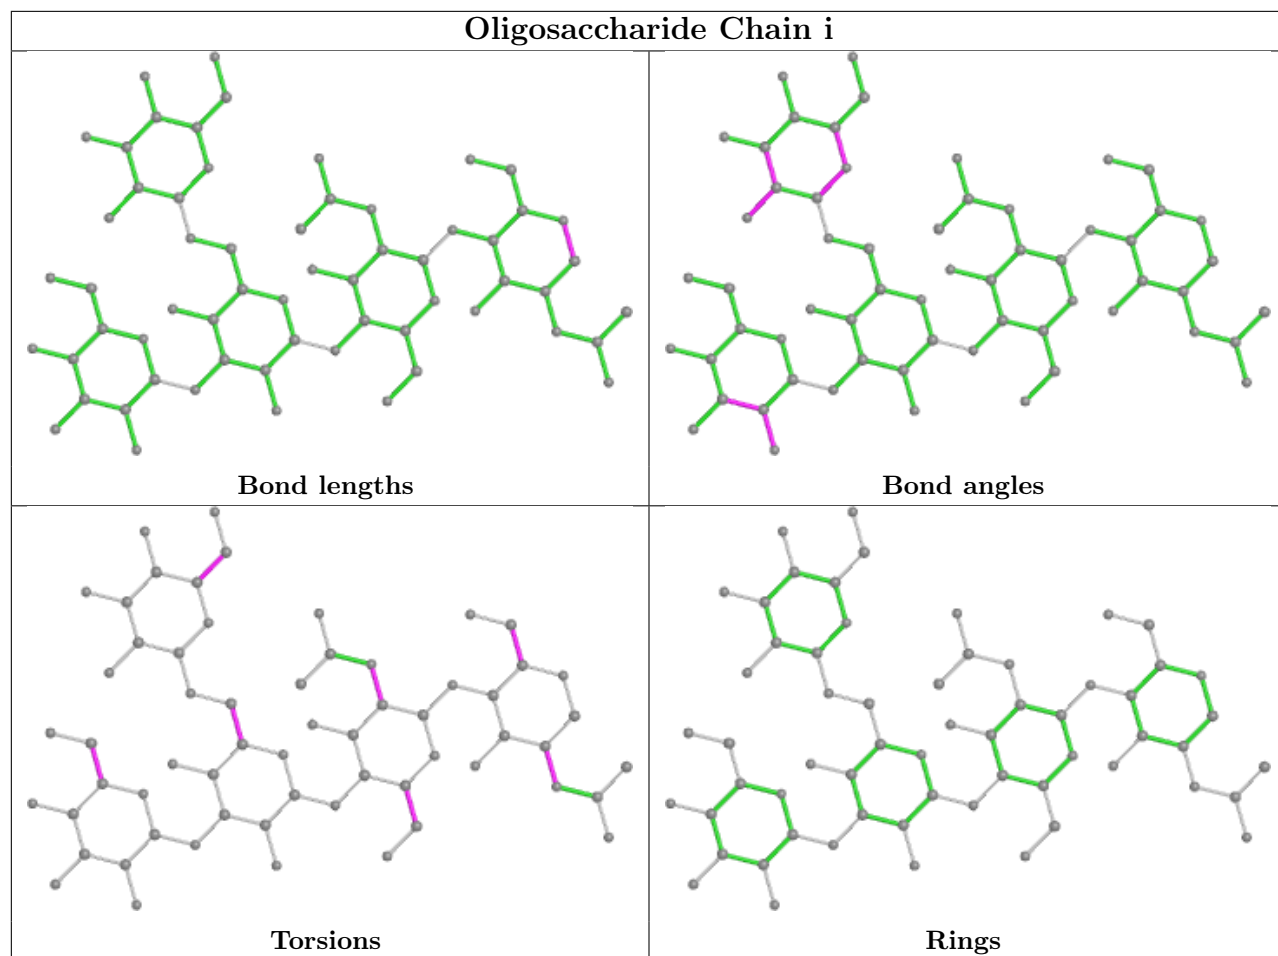 Oligosaccharide Chain i
Bond lengths
Bond angles
Torsions
Rings